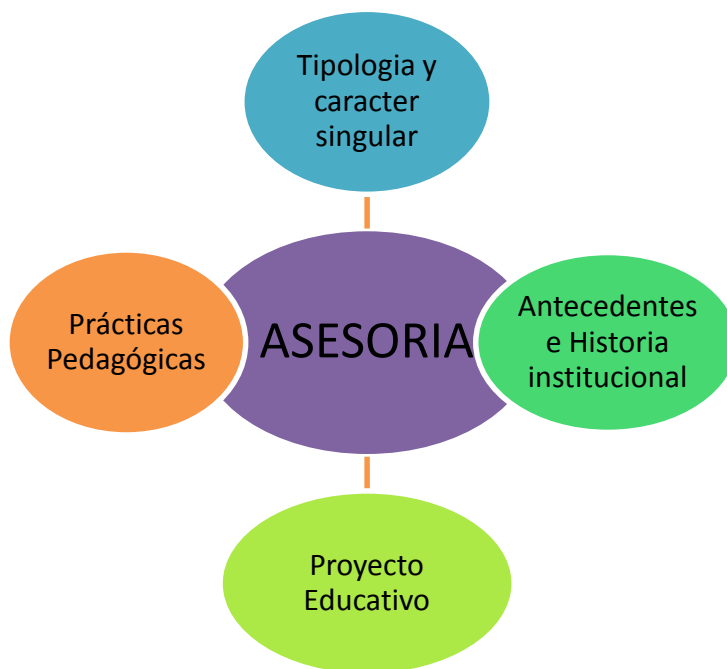 Tipologia y
caracter
singular
Prácticas
Pedagógicas
ASESORIA
Antecedentes
e Historia
institucional
Proyecto
Educativo